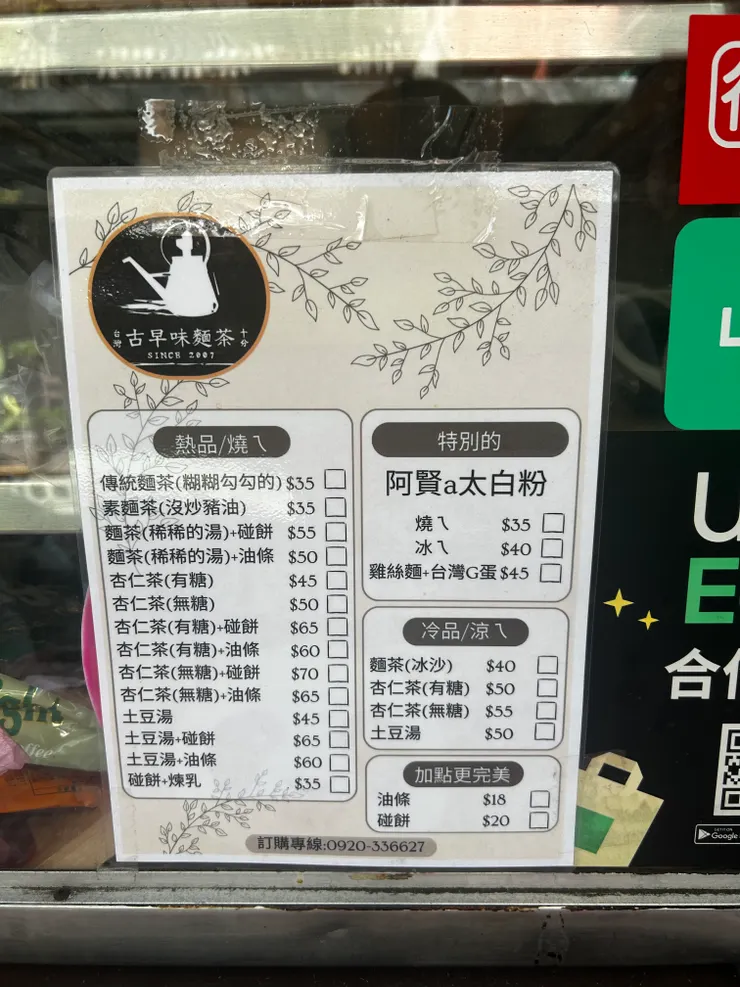 台灣 古早味麵茶 十分
SINCE 2007
熱品/燒ㄟ
傳統麵茶(糊糊勾勾的) $35
素麵茶(沒炒豬油) $35
麵茶(稀稀的湯)+碰餅 $55
麵茶(稀稀的湯)+油條 $50
杏仁茶(有糖) $45
杏仁茶(無糖) $50
杏仁茶(有糖)+碰餅 $65
杏仁茶(有糖)+油條 $60
杏仁茶(無糖)+碰餅 $70
杏仁茶(無糖)+油條 $65
土豆湯 $45
土豆湯+碰餅 $65
土豆湯+油條 $60
碰餅+煉乳 $35
特別的
阿賢a太白粉
燒ㄟ $35
冰ㄟ $40
雞絲麵+台灣G蛋 $45
冷品/涼ㄟ
麵茶(冰沙) $40
杏仁茶(有糖) $50
杏仁茶(無糖) $55
土豆湯 $50
加點更完美
油條 $18
碰餅 $20
訂購專線:0920-336627
合
Google